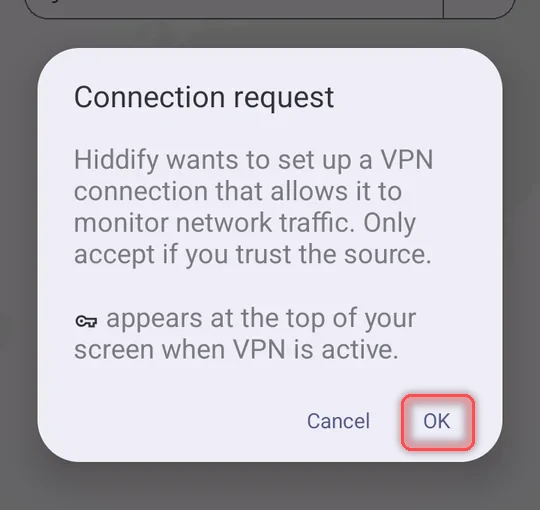 Connection request
Hiddify wants to set up a VPN
connection that allows it to
monitor network traffic. Only
accept if you trust the source.
appears at the top of your
screen when VPN is active.
Cancel OK